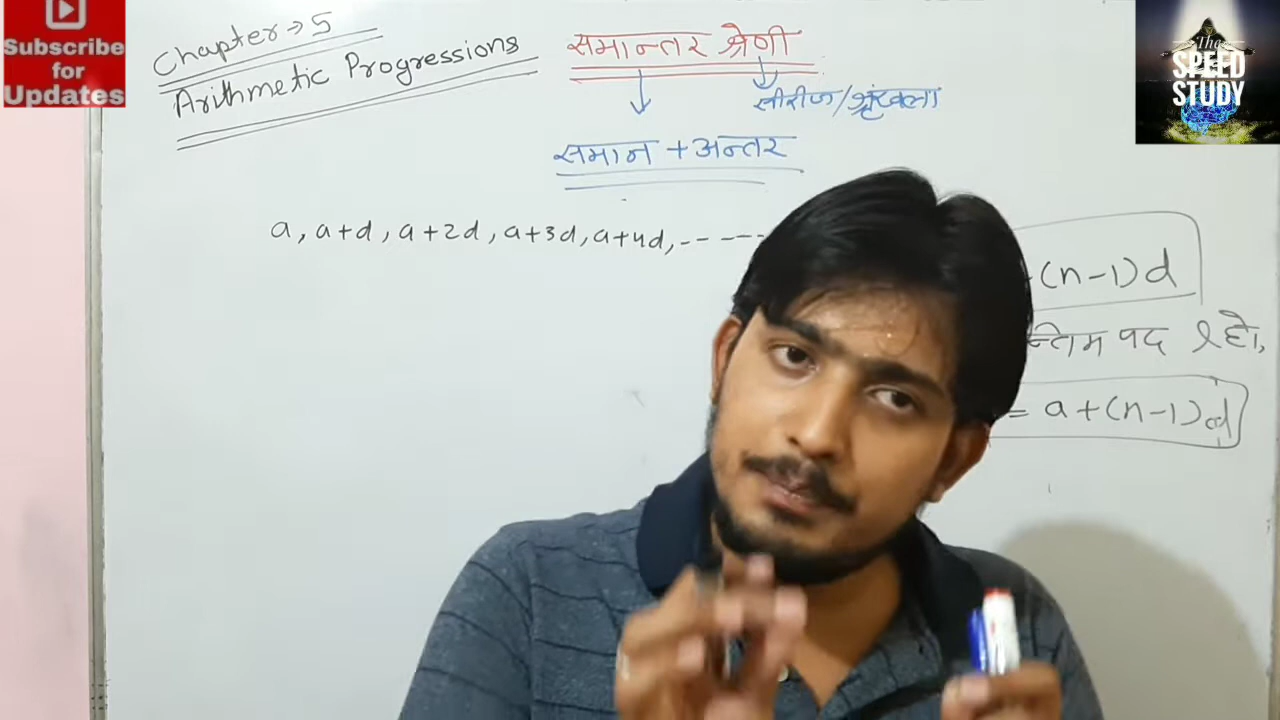 Subscribe
for
Updates
Chapter → 5
Arithmetic Progressions
समान्तर श्रेणी
सीरीज/श्रृंखला
समान + अन्तर
The
SPEED
STUDY
a, a+d, a+2d, a+3d, a+4d, -- ---
(n-1)d
न्तिम पद l हो,
= a+(n-1)d